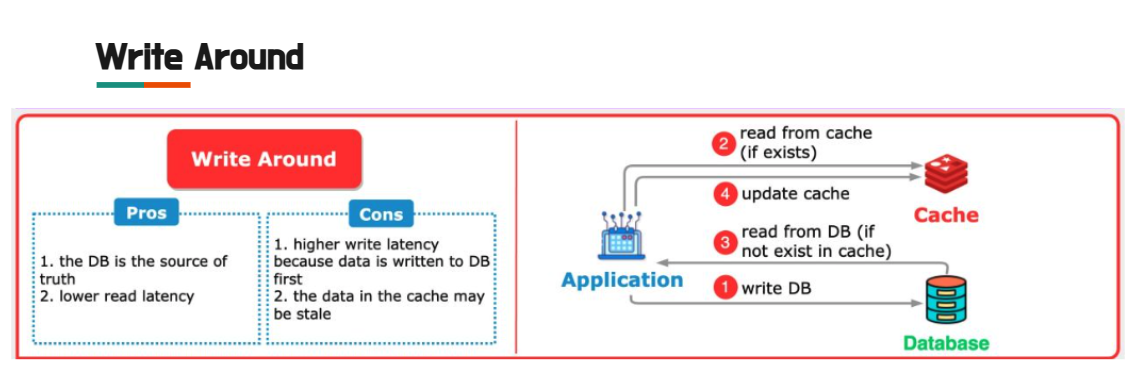 Write Around
Write Around
Pros
1. the DB is the source of
truth
2. lower read latency
Cons
1. higher write latency
because data is written to DB
first
2. the data in the cache may
be stale
2 read from cache
(if exists)
4 update cache
Cache
3 read from DB (if
not exist in cache)
Application
1 write DB
Database